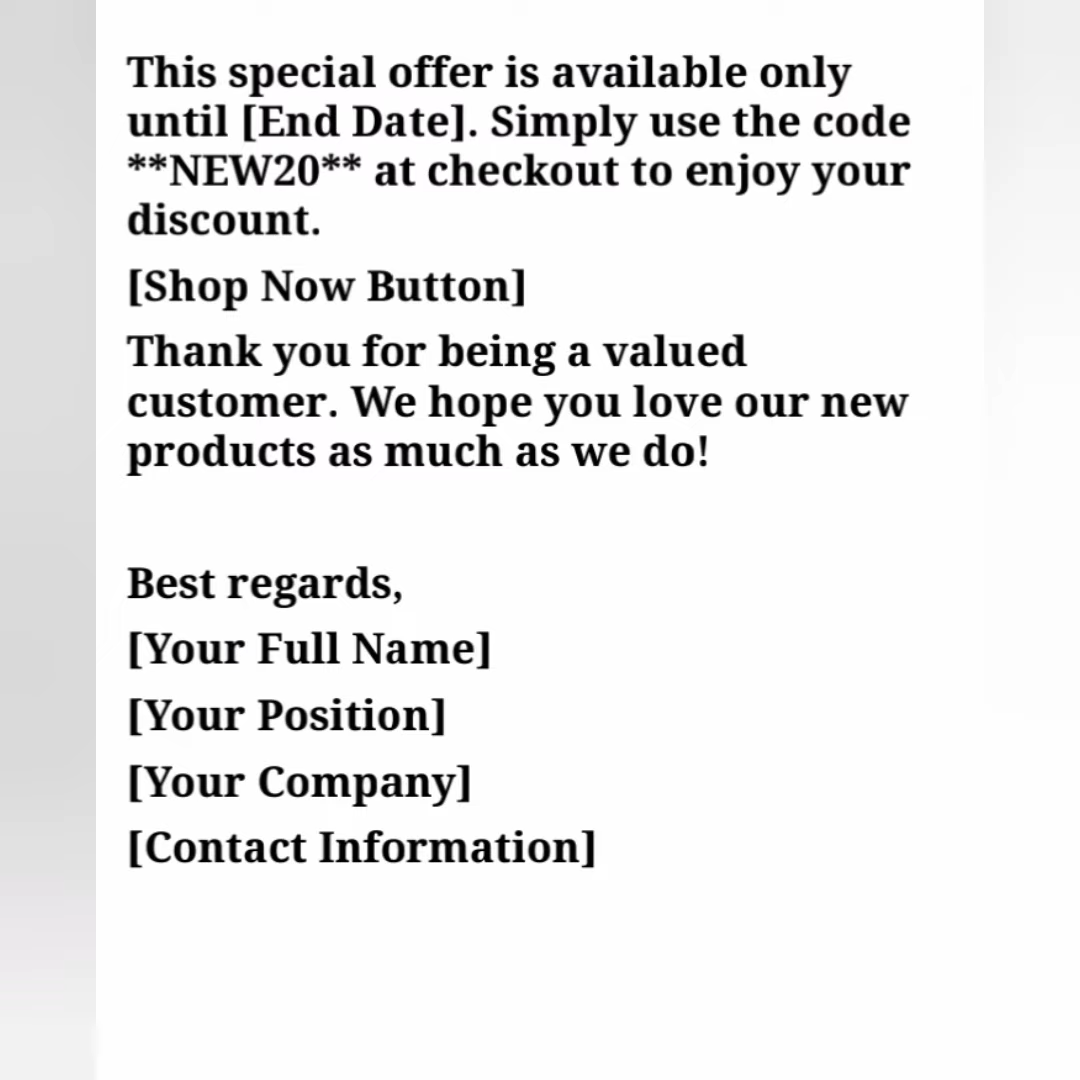 This special offer is available only
until [End Date]. Simply use the code
**NEW20** at checkout to enjoy your
discount.
[Shop Now Button]
Thank you for being a valued
customer. We hope you love our new
products as much as we do!
Best regards,
[Your Full Name]
[Your Position]
[Your Company]
[Contact Information]